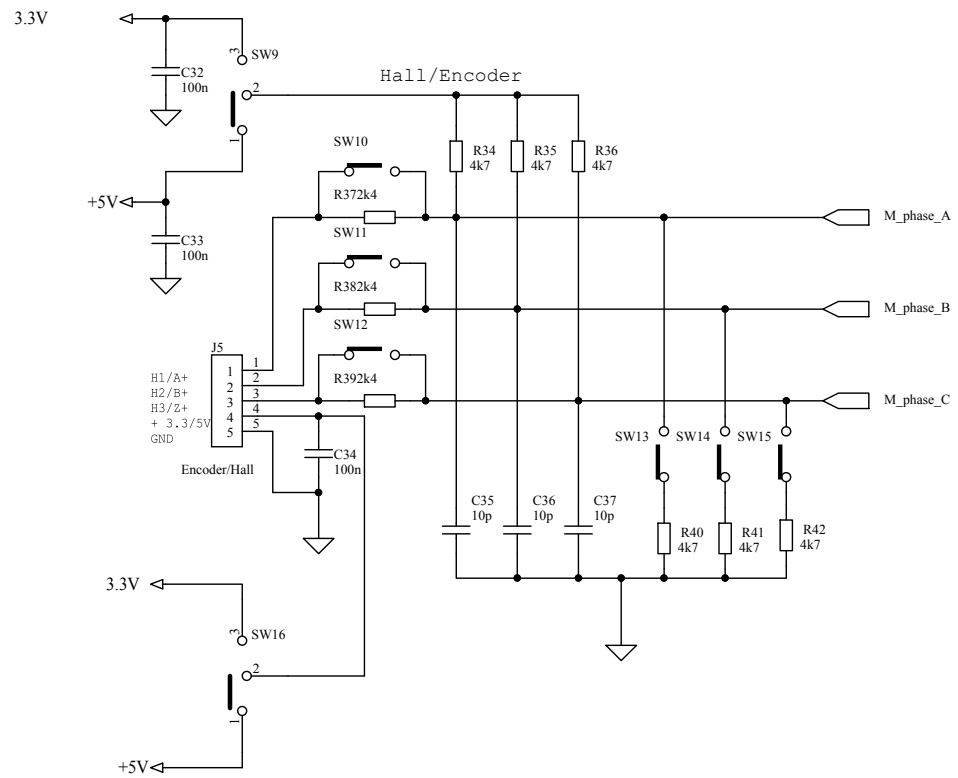 3.3V
3
SW9
C32
100n
2
1
Hall/Encoder
R34
4k7
R35
4k7
R36
4k7
SW10
R372k4
+5V
M_phase_A
C33
100n
SW11
R382k4
M_phase_B
SW12
J5
R392k4
M_phase_C
H1/A+
H2/B+
H3/Z+
+ 3.3/5V
GND
1
2
3
4
5
1
2
3
4
5
Encoder/Hall
C34
100n
SW13
SW14
SW15
C35
10p
C36
10p
C37
10p
R40
4k7
R41
4k7
R42
4k7
3.3V
3
SW16
2
1
+5V